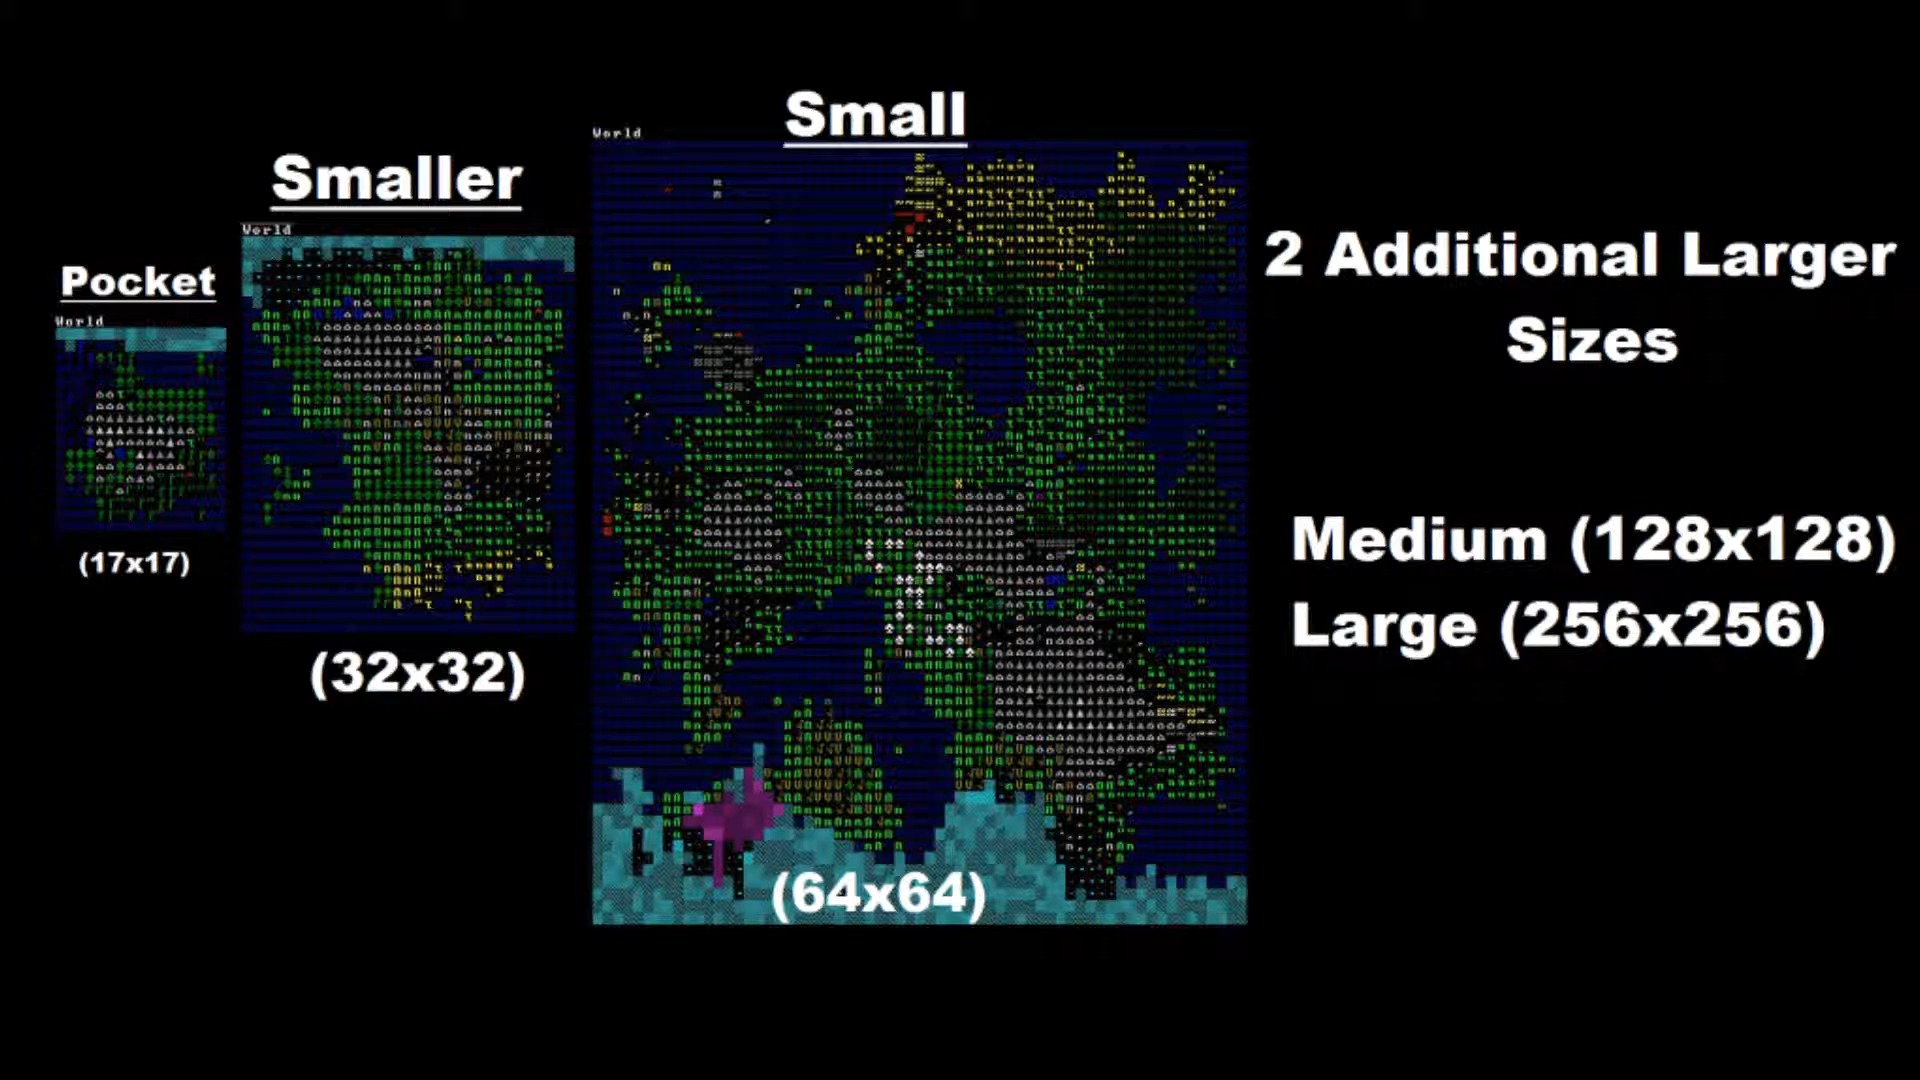 Pocket
World
(17x17)
Smaller
World
(32x32)
Small
World
(64x64)
2 Additional Larger
Sizes
Medium (128x128)
Large (256x256)